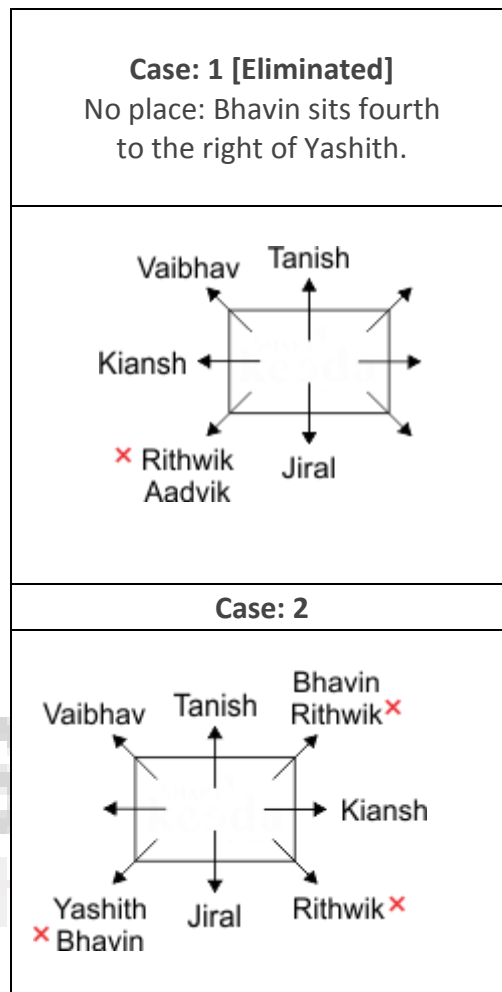 Case: 1 [Eliminated]
No place: Bhavin sits fourth
to the right of Yashith.
Vaibhav Tanish
Kiansh
× Rithwik
Aadvik
Jiral
Case: 2
Bhavin
Vaibhav Tanish Rithwik ×
Kiansh
Yashith
× Bhavin
Jiral
Rithwik ×